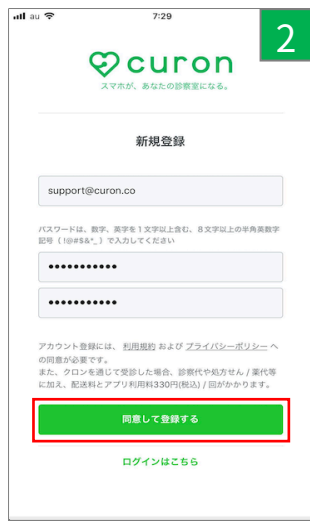 au 7:29
2
curon
スマホが、あなたの診察室になる。
新規登録
support@curon.co
パスワードは、数字、英字を1文字以上含む、8文字以上の半角英数字
記号（!@#$&*_）で入力してください
•••••••••••
•••••••••••
アカウント登録には、 利用規約 および プライバシーポリシー へ
の同意が必要です。
また、クロンを通じて受診した場合、診察代や処方せん / 薬代等
に加え、配送料とアプリ利用料330円(税込) / 回がかかります。
同意して登録する
ログインはこちら